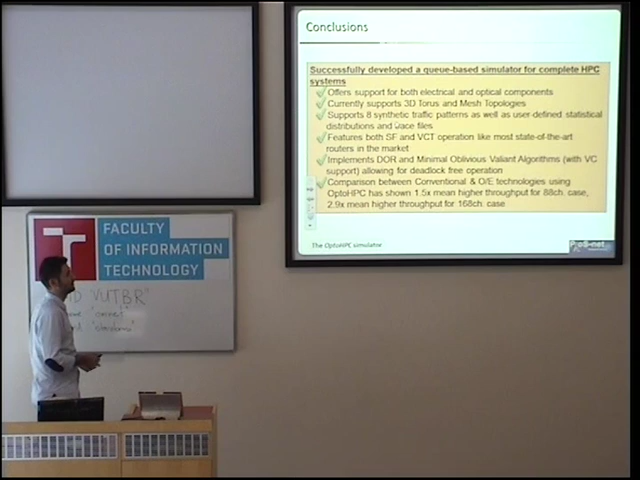 Conclusions
Successfully developed a queue-based simulator for complete HPC
systems
Offers support for both electrical and optical components
Currently supports 3D Torus and Mesh Topologies
Supports 8 synthetic traffic patterns as well as user-defined statistical
distributions and trace files
Features both SF and VCT operation like most state-of-the-art
routers in the market
Implements DOR and Minimal Oblivious Valiant Algorithms (with VC
support) allowing for deadlock free operation
Comparison between Conventional & O/E technologies using
OptoHPC has shown 1.5x mean higher throughput for 88ch. case,
2.9x mean higher throughput for 168ch. case
The OptoHPC simulator
FACULTY
OF INFORMATION
TECHNOLOGY
"VUTBR"